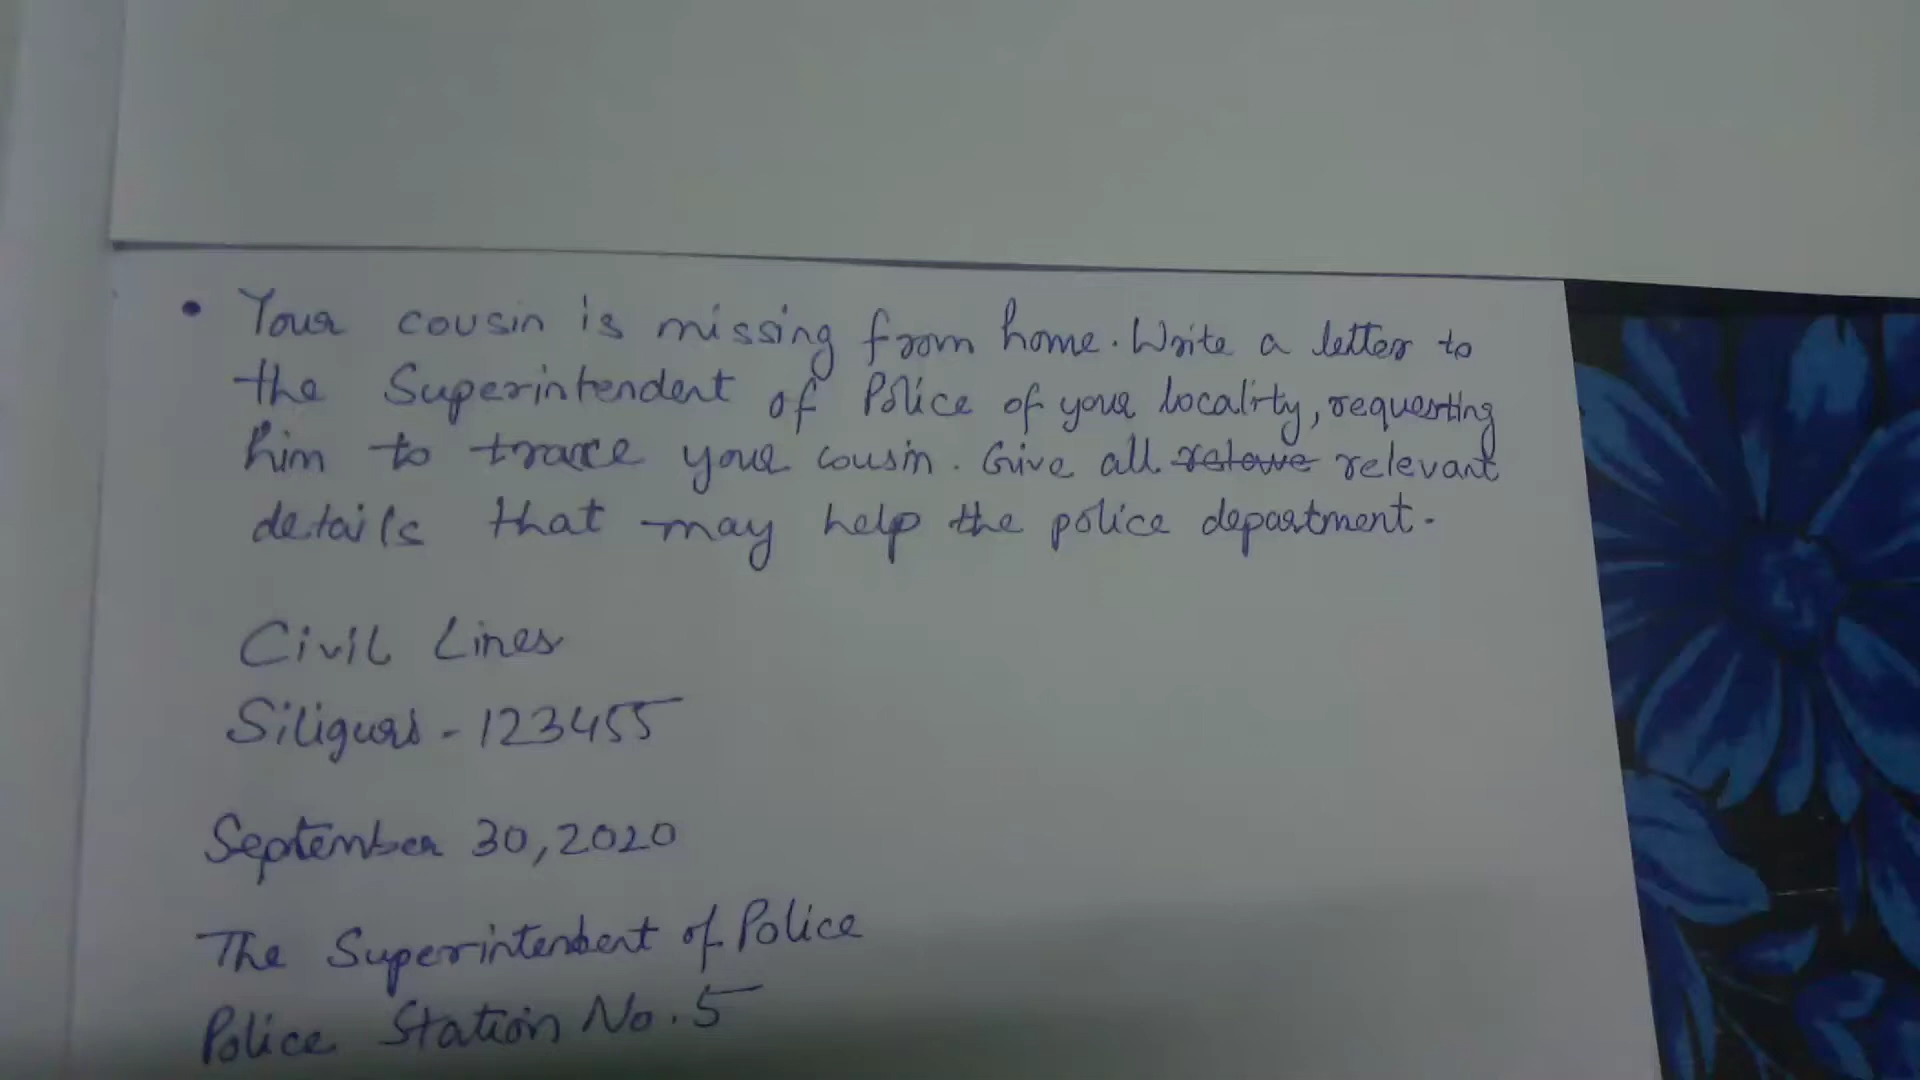 • Your cousin is missing from home. Write a letter to
the Superintendent of Police of your locality, requesting
him to trace your cousin. Give all relave relevant
details that may help the police department.
Civil Lines
Siliguri - 123455
September 30, 2020
The Superintendent of Police
Police Station No. 5